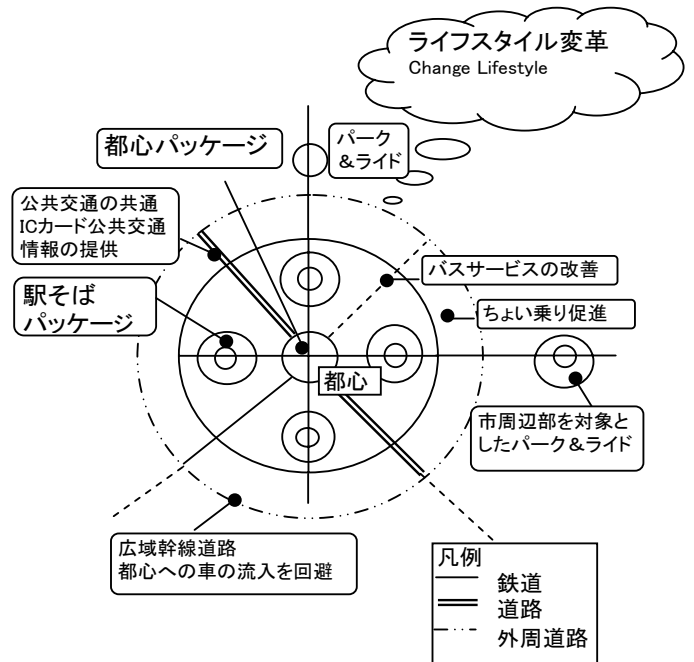 ライフスタイル変革
Change Lifestyle
都心パッケージ
パーク
&ライド
公共交通の共通
ICカード公共交通
情報の提供
バスサービスの改善
駅そば
パッケージ
ちょい乗り促進
都心
市周辺部を対象と
したパーク&ライド
広域幹線道路
都心への車の流入を回避
凡例
鉄道
道路
外周道路